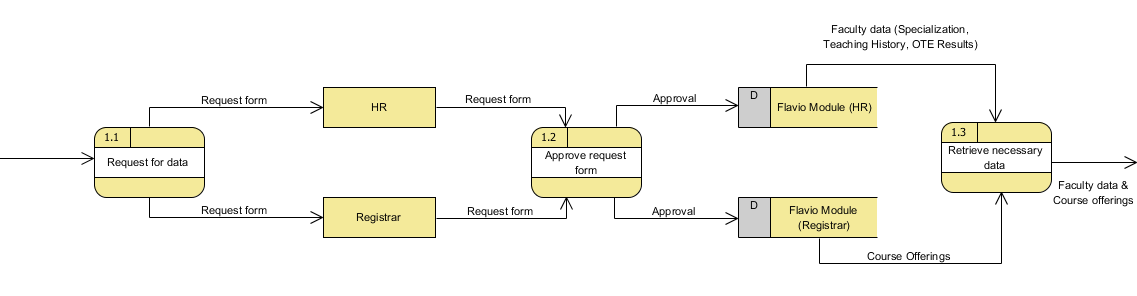 Faculty data (Specialization,
Teaching History, OTE Results)
Request form
HR
Request form
Approval
D
Flavio Module (HR)
1.1
Request for data
1.2
Approve request
form
1.3
Retrieve necessary
data
Faculty data &
Course offerings
Request form
Registrar
Request form
Approval
D
Flavio Module
(Registrar)
Course Offerings